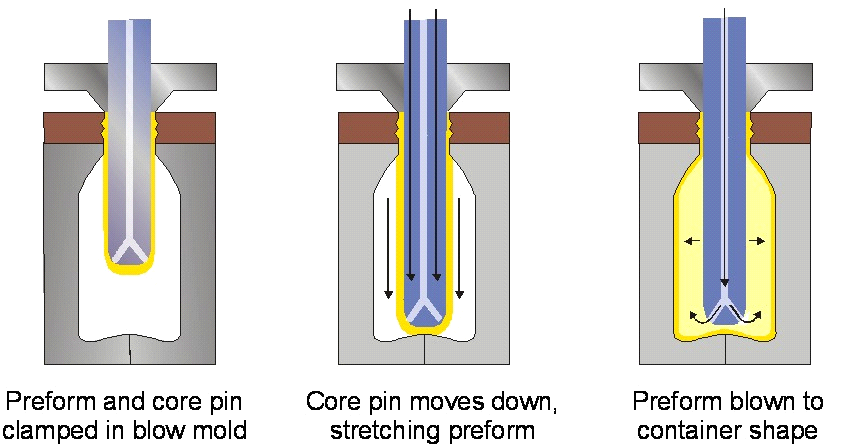 Preform and core pin
clamped in blow mold
Core pin moves down,
stretching preform
Preform blown to
container shape